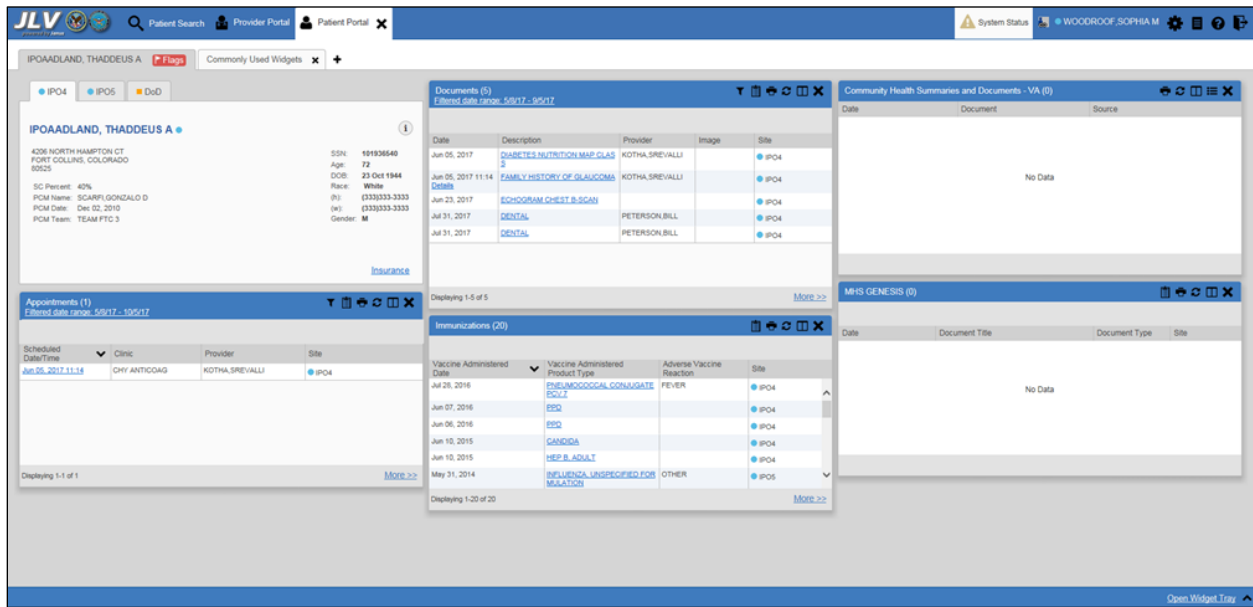 JLV Patient Search Provider Portal Patient Portal System Status WOODROOF,SOPHIA M
powered by Janus
IPOAADLAND, THADDEUS A Flags Commonly Used Widgets
IPO4 IPO5 DoD
IPOAADLAND, THADDEUS A
4206 NORTH HAMPTON CT
FORT COLLINS, COLORADO
80525
SC Percent: 40%
PCM Name: SCARFI,GONZALO D
PCM Date: Dec 02, 2010
PCM Team: TEAM FTC 3
SSN: 101936540
Age: 72
DOB: 23 Oct 1944
Race: White
(h): (333)333-3333
(w): (333)333-3333
Gender: M
Insurance
Appointments (1)
Filtered date range: 5/8/17 - 10/5/17
Scheduled Date/Time Clinic Provider Site
Jun 05, 2017 11:14 CHY ANTICOAG KOTHA,SREVALLI IPO4
Displaying 1-1 of 1 More >>
Documents (5)
Filtered date range: 5/8/17 - 9/5/17
Date Description Provider Image Site
Jun 05, 2017 DIABETES NUTRITION MAP CLAS KOTHA,SREVALLI IPO4
S
Jun 05, 2017 11:14 FAMILY HISTORY OF GLAUCOMA KOTHA,SREVALLI IPO4
Details
Jun 23, 2017 ECHOGRAM CHEST B-SCAN IPO4
Jul 31, 2017 DENTAL PETERSON,BILL IPO4
Jul 31, 2017 DENTAL PETERSON,BILL IPO4
Displaying 1-5 of 5 More >>
Immunizations (20)
Vaccine Administered Date Vaccine Administered Product Type Adverse Vaccine Reaction Site
Jul 28, 2016 PNEUMOCOCCAL CONJUGATE FEVER IPO4
PCV 7
Jun 07, 2016 PPD IPO4
Jun 06, 2016 PPD IPO4
Jun 10, 2015 CANDIDA IPO4
Jun 10, 2015 HEP B, ADULT IPO4
May 31, 2014 INFLUENZA, UNSPECIFIED FOR OTHER IPO5
MULATION
Displaying 1-20 of 20 More >>
Community Health Summaries and Documents - VA (0)
Date Document Source
No Data
MHS GENESIS (0)
Date Document Title Document Type Site
No Data
Open Widget Tray